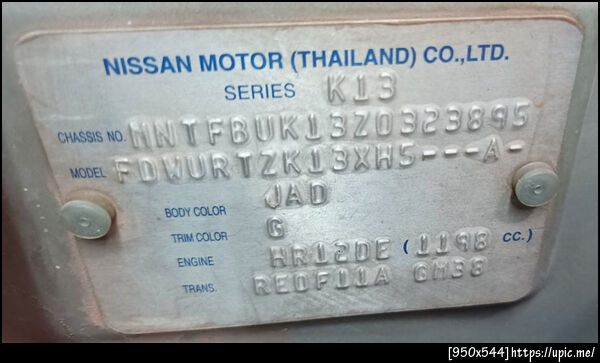 NISSAN MOTOR (THAILAND) CO.,LTD.
SERIES K13
CHASSIS NO. MNTFBUK13Z0323895
MODEL FDWURTZK13XH5---A-
BODY COLOR JAD
TRIM COLOR G
ENGINE HR12DE (1198 CC.)
TRANS. RE0F11A GM38
[950x544]https://upic.me/